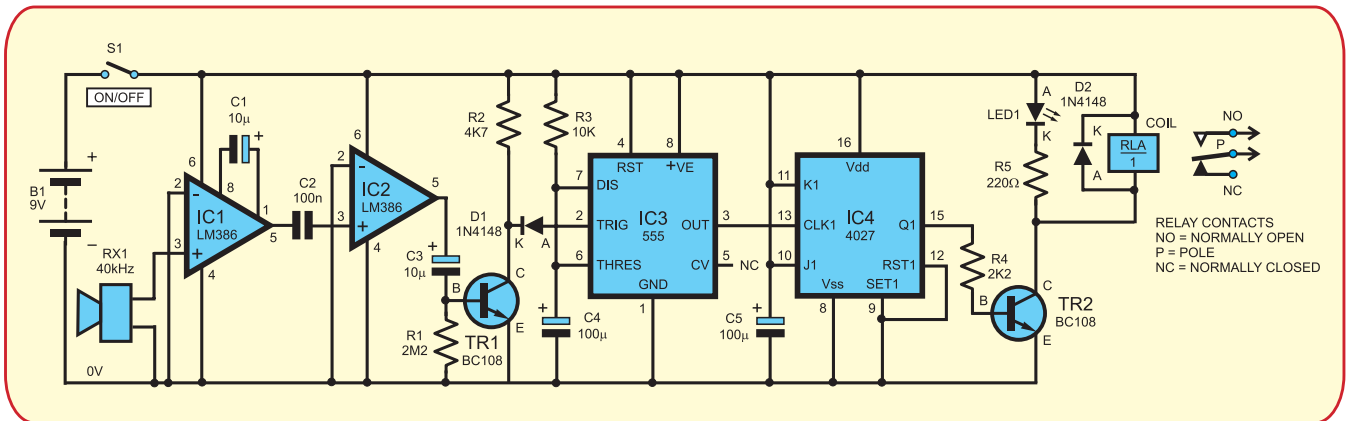 S1
ON/OFF
B1
9V
+
−
RX1
40kHz
0V
C1
10µ
+
6
2
8
-
IC1
LM386
1
3
+
5
4
C2
100n
6
2
-
IC2
LM386
5
3
+
4
R2
4K7
D1
1N4148
K
A
C3
10µ
+
B
C
E
R1
2M2
TR1
BC108
R3
10K
+
C4
100µ
4
8
RST
+VE
7
DIS
2
TRIG
IC3
555
OUT
3
6
THRES
CV
5
NC
GND
1
16
Vdd
11
K1
13
CLK1
IC4
4027
Q1
15
10
J1
RST1
12
Vss
SET1
8
9
+
C5
100µ
R4
2K2
LED1
A
K
R5
220Ω
D2
1N4148
K
A
COIL
RLA
1
B
C
E
TR2
BC108
NO
P
NC
RELAY CONTACTS
NO = NORMALLY OPEN
P = POLE
NC = NORMALLY CLOSED